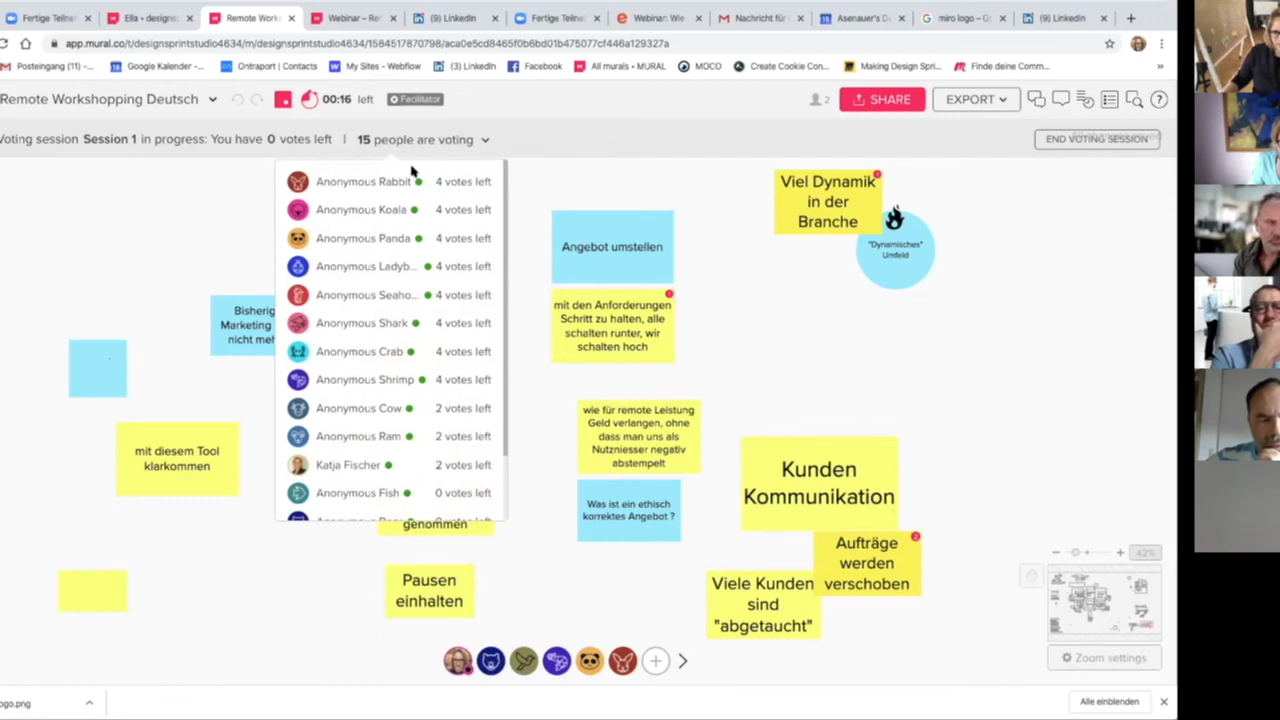 Fertige Teiln
Ella • designs
Remote Works
Webinar – Re
(9) LinkedIn
Fertige Teilne
Webinar: Wie
Nachricht für
Asenauer's D
miro logo – G
(9) LinkedIn
app.mural.co/t/designsprintstudio4634/m/designsprintstudio4634/1584517870798/aca0e5cd8465f0b6bd01b475077cf446a129327a
Posteingang (11) -...
Google Kalender -...
Ontraport | Contacts
My Sites - Webflow
(3) LinkedIn
Facebook
All murals • MURAL
MOCO
Create Cookie Con...
Making Design Spri...
Finde deine Comm...
»
Remote Workshopping Deutsch
00:16 left
Facilitator
2
SHARE
EXPORT
Voting session Session 1 in progress: You have 0 votes left | 15 people are voting
END VOTING SESSION
Anonymous Rabbit 4 votes left
Anonymous Koala 4 votes left
Anonymous Panda 4 votes left
Anonymous Ladyb... 4 votes left
Anonymous Seaho... 4 votes left
Anonymous Shark 4 votes left
Anonymous Crab 4 votes left
Anonymous Shrimp 4 votes left
Anonymous Cow 2 votes left
Anonymous Ram 2 votes left
Katja Fischer 2 votes left
Anonymous Fish 0 votes left
Viel Dynamik
in der
Branche
"Dynamisches"
Umfeld
Angebot umstellen
mit den Anforderungen
Schritt zu halten, alle
schalten runter, wir
schalten hoch
Bisherig
Marketing
nicht meh
mit diesem Tool
klarkommen
wie für remote Leistung
Geld verlangen, ohne
dass man uns als
Nutzniesser negativ
abstempelt
Was ist ein ethisch
korrektes Angebot ?
Kunden
Kommunikation
genommen
Aufträge
werden
verschoben
2
Pausen
einhalten
Viele Kunden
sind
"abgetaucht"
42%
Zoom settings
ogo.png
Alle einblenden